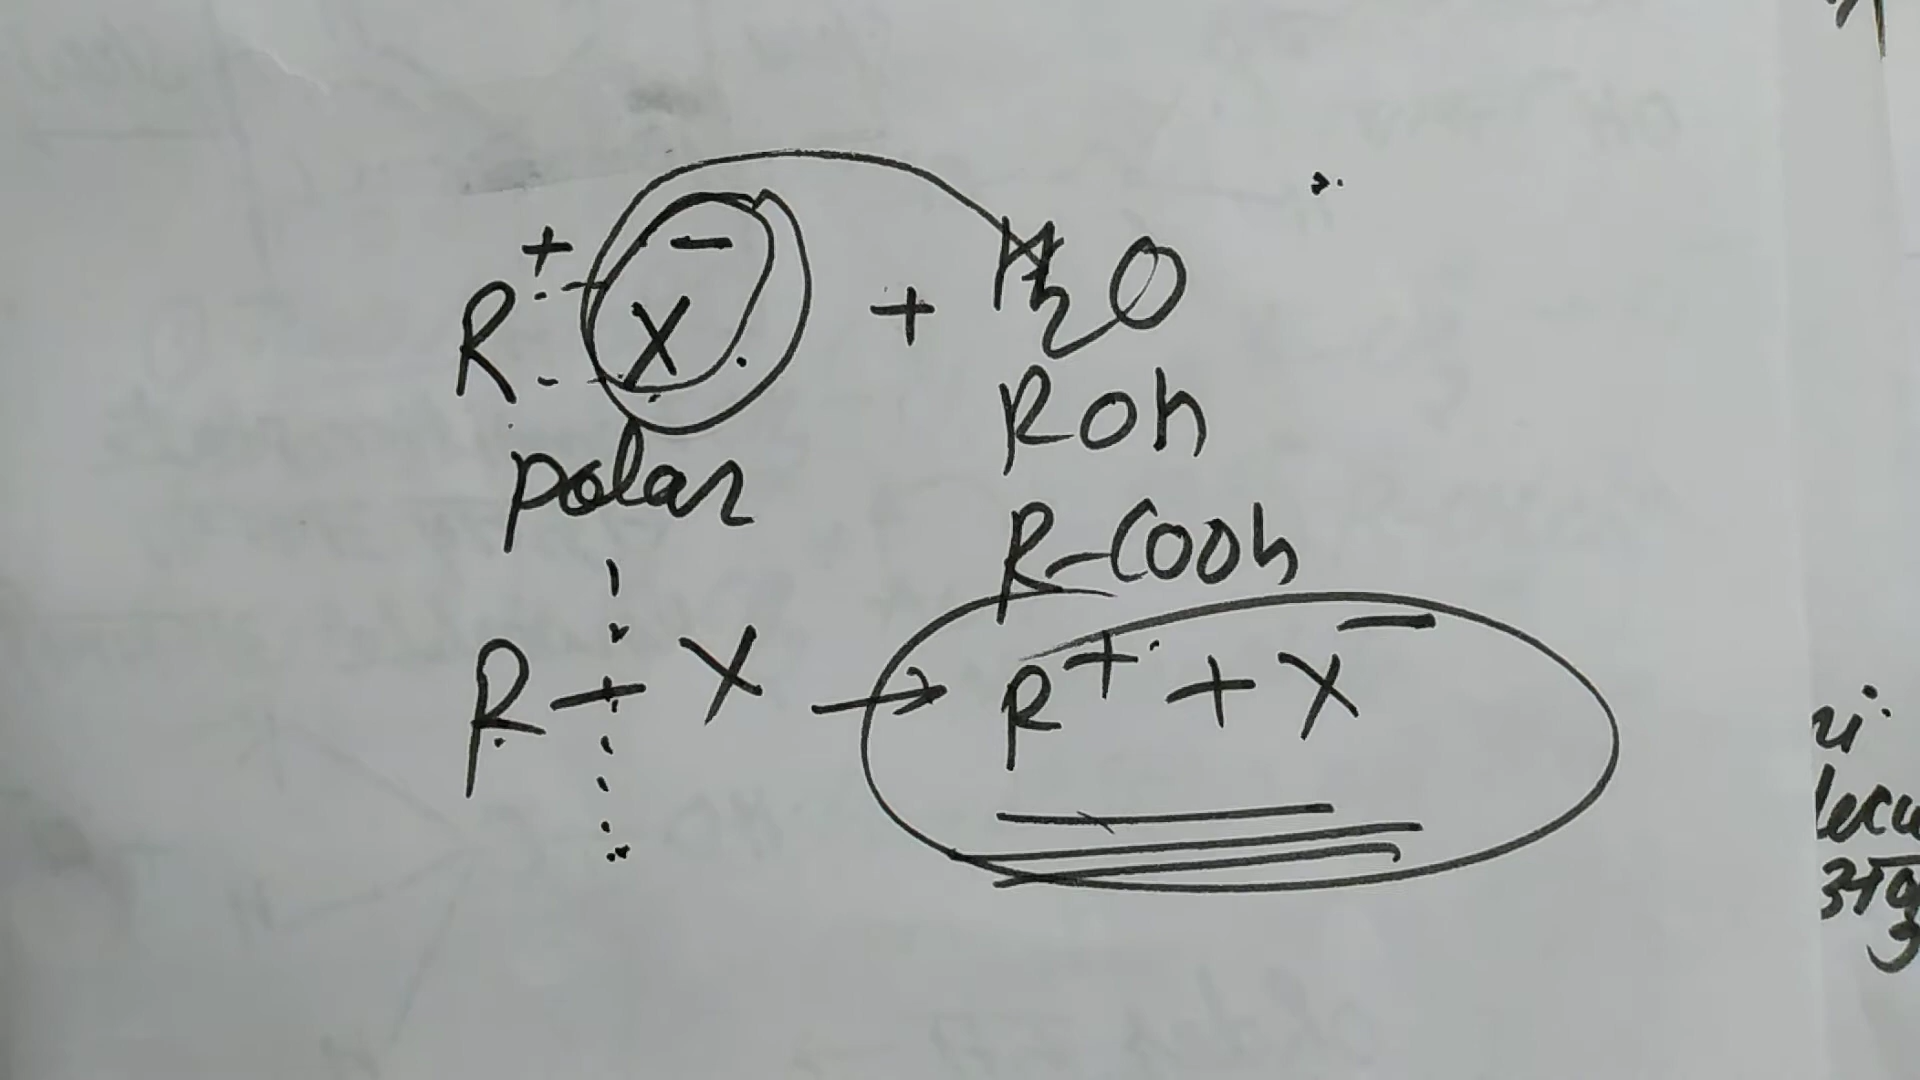 R⁺ X⁻ + H₂O
Roh
R-Cooh
polar
R - X → R⁺ + X⁻